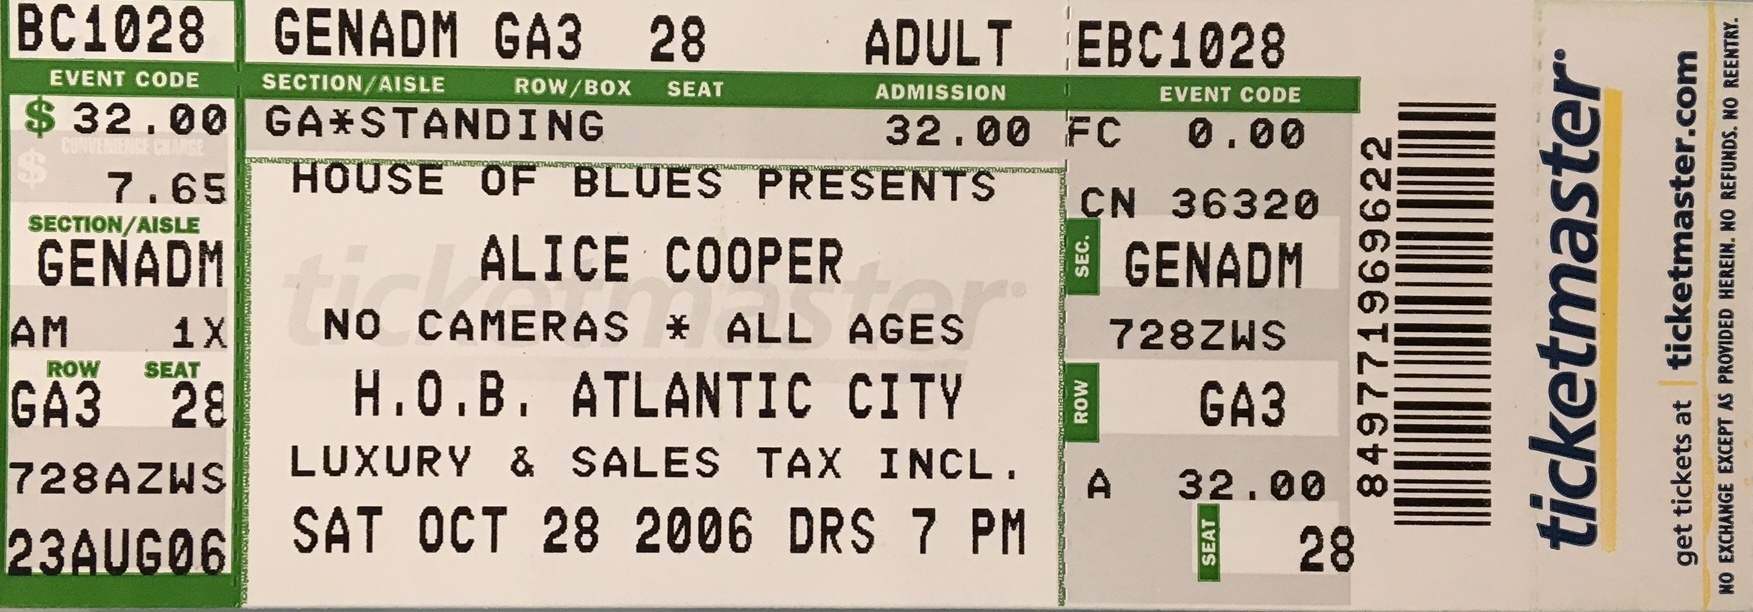 BC1028
EVENT CODE
$ 32.00
CONVENIENCE CHARGE
$ 7.65
SECTION/AISLE
GENADM
AM 1X
ROW SEAT
GA3 28
728AZWS
23AUG06
GENADM GA3 28 ADULT
SECTION/AISLE ROW/BOX SEAT ADMISSION
GA*STANDING 32.00
HOUSE OF BLUES PRESENTS
ALICE COOPER
NO CAMERAS * ALL AGES
H.O.B. ATLANTIC CITY
LUXURY & SALES TAX INCL.
SAT OCT 28 2006 DRS 7 PM
ticketmaster
EBC1028
EVENT CODE
FC 0.00
CN 36320
SEC. GENADM
728ZWS
ROW GA3
A 32.00
SEAT 28
849771969622
ticketmaster
get tickets at | ticketmaster.com
NO EXCHANGE EXCEPT AS PROVIDED HEREIN. NO REFUNDS. NO REENTRY.